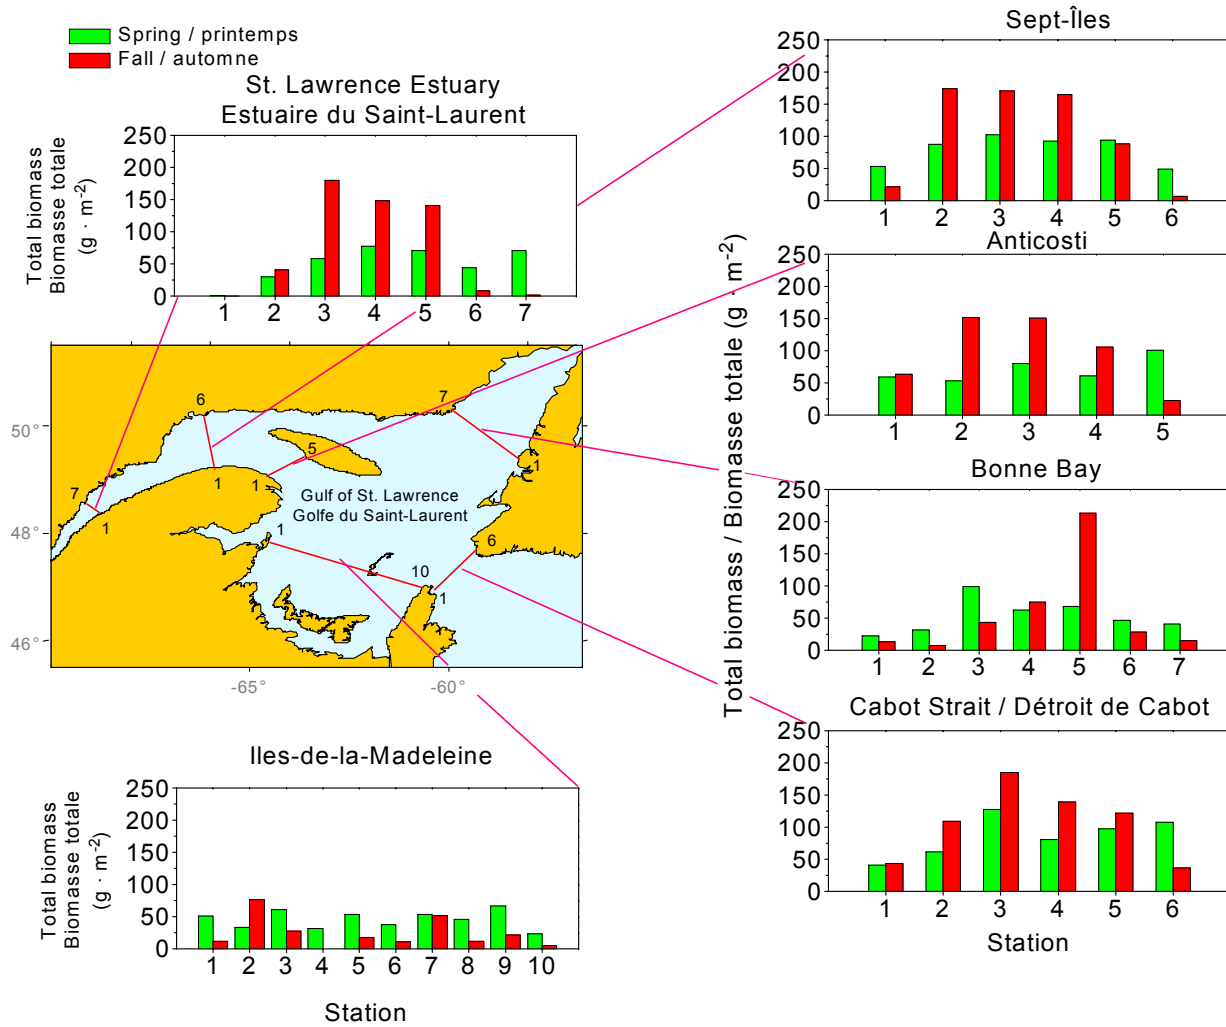 Spring / printemps
Fall / automne
St. Lawrence Estuary
Estuaire du Saint-Laurent
Total biomass
Biomasse totale
(g · m-2)
250
200
150
100
50
0
1 2 3 4 5 6 7
Sept-Îles
250
200
150
100
50
0
1 2 3 4 5 6
Anticosti
250
200
150
100
50
0
1 2 3 4 5
Bonne Bay
250
200
150
100
50
0
1 2 3 4 5 6 7
Cabot Strait / Détroit de Cabot
250
200
150
100
50
0
1 2 3 4 5 6
Station
Total biomass / Biomasse totale (g · m-2)
50°
48°
46°
-65°
-60°
6
7
5
1
1
1
7
1
Gulf of St. Lawrence
Golfe du Saint-Laurent
1
6
10
1
Iles-de-la-Madeleine
Total biomass
Biomasse totale
(g · m-2)
250
200
150
100
50
0
1 2 3 4 5 6 7 8 9 10
Station